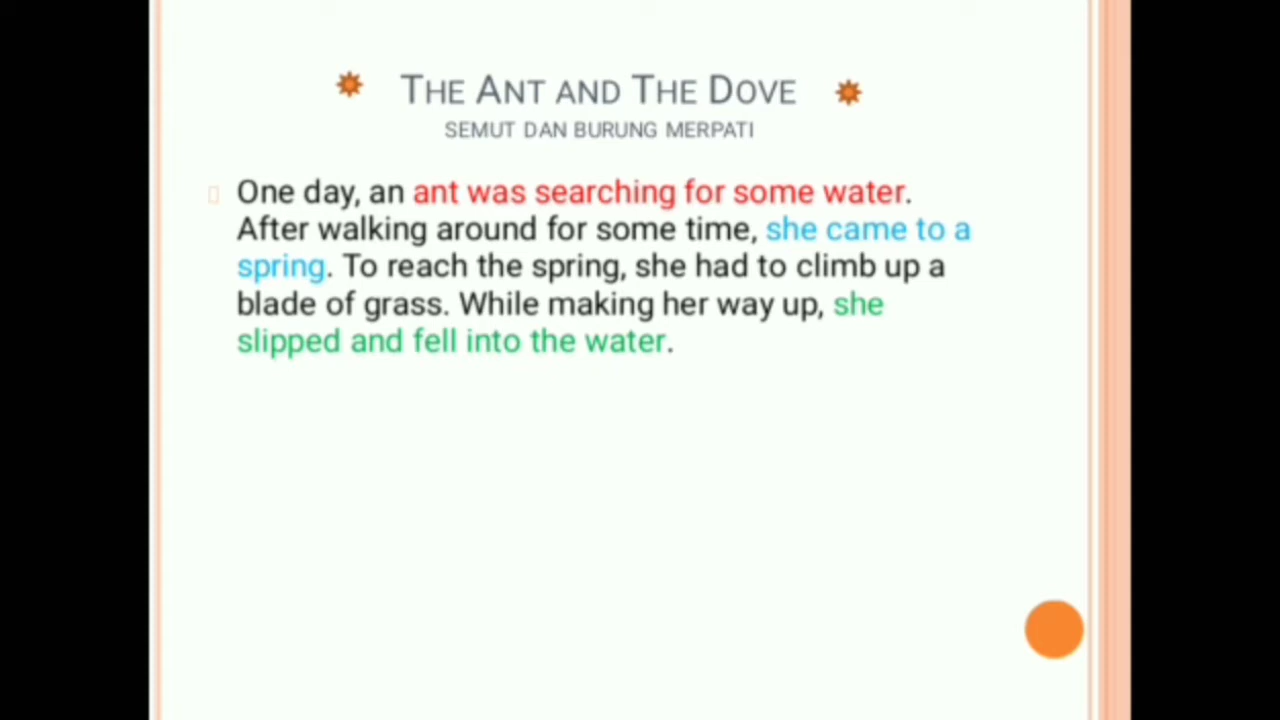 THE ANT AND THE DOVE
SEMUT DAN BURUNG MERPATI
One day, an ant was searching for some water.
After walking around for some time, she came to a
spring. To reach the spring, she had to climb up a
blade of grass. While making her way up, she
slipped and fell into the water.